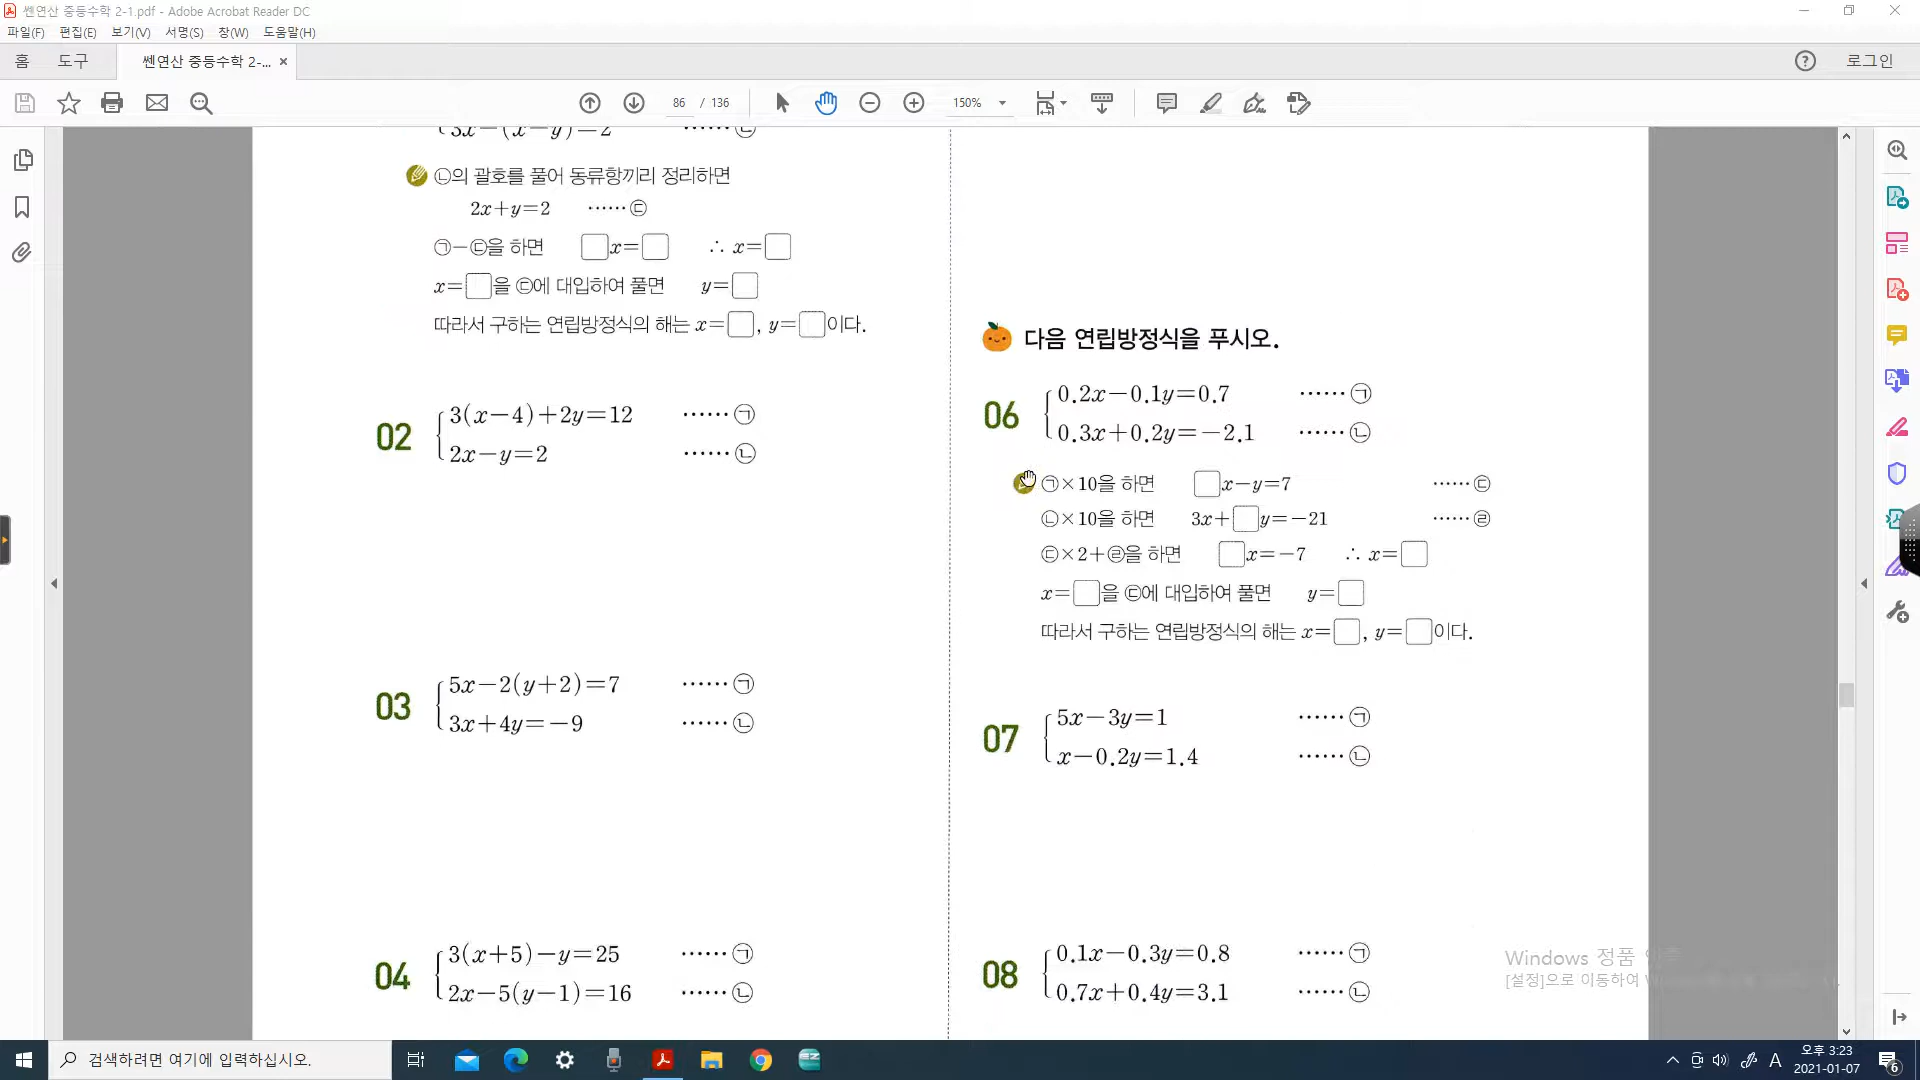 쎈연산 중등수학 2-1.pdf - Adobe Acrobat Reader DC
파일(F) 편집(E) 보기(V) 서명(S) 창(W) 도움말(H)
홈 도구 쎈연산 중등수학 2-... × ? 로그인
86 / 136 150%
3x−(x−y)=2 ······㉡
㉡의 괄호를 풀어 동류항끼리 정리하면
2x+y=2 ······㉢
㉠−㉢을 하면 □x=□ ∴ x=□
x=□을 ㉢에 대입하여 풀면 y=□
따라서 구하는 연립방정식의 해는 x=□, y=□이다.
02
3(x−4)+2y=12 ······㉠
2x−y=2 ······㉡
03
5x−2(y+2)=7 ······㉠
3x+4y=−9 ······㉡
04
3(x+5)−y=25 ······㉠
2x−5(y−1)=16 ······㉡
다음 연립방정식을 푸시오.
06
0.2x−0.1y=0.7 ······㉠
0.3x+0.2y=−2.1 ······㉡
㉠×10을 하면 □x−y=7 ······㉢
㉡×10을 하면 3x+□y=−21 ······㉣
㉢×2+㉣을 하면 □x=−7 ∴ x=□
x=□을 ㉢에 대입하여 풀면 y=□
따라서 구하는 연립방정식의 해는 x=□, y=□이다.
07
5x−3y=1 ······㉠
x−0.2y=1.4 ······㉡
08
0.1x−0.3y=0.8 ······㉠
0.7x+0.4y=3.1 ······㉡
Windows 정품
[설정]으로 이동하여
검색하려면 여기에 입력하십시오.
A 오후 3:23
2021-01-07
6